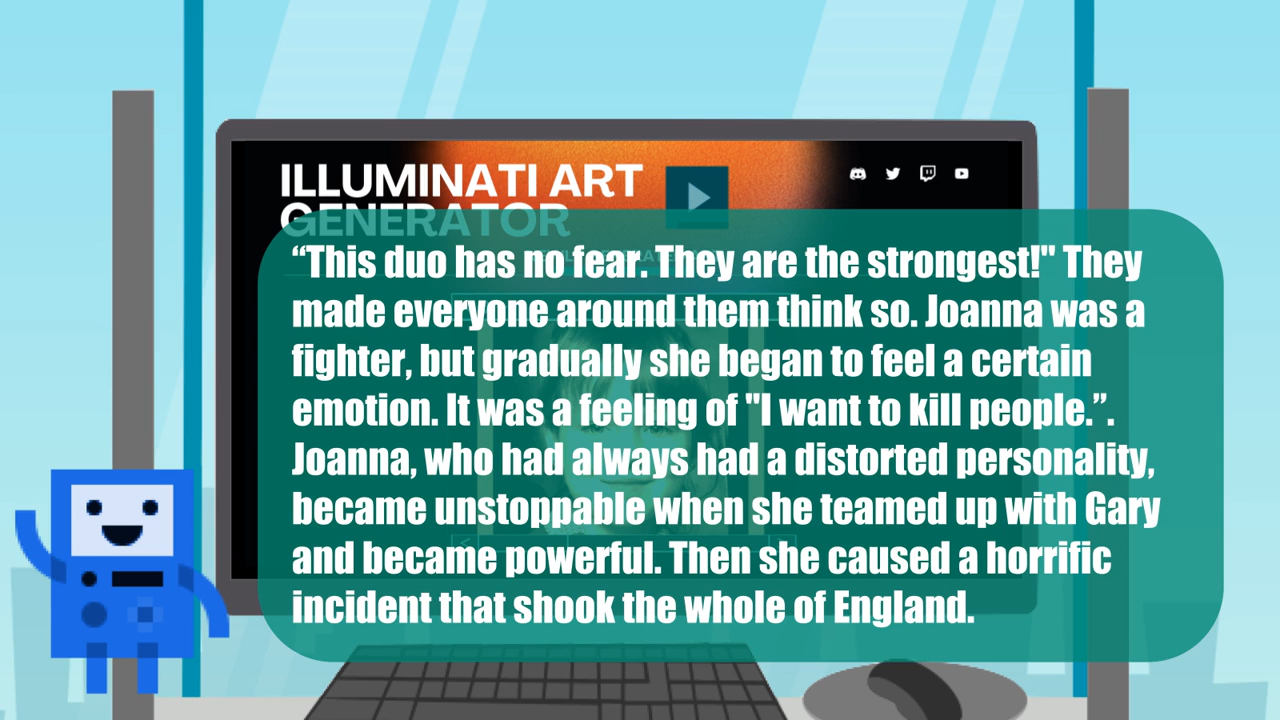 ILLUMINATI ART
GENERATOR
“This duo has no fear. They are the strongest!" They
made everyone around them think so. Joanna was a
fighter, but gradually she began to feel a certain
emotion. It was a feeling of "I want to kill people.”.
Joanna, who had always had a distorted personality,
became unstoppable when she teamed up with Gary
and became powerful. Then she caused a horrific
incident that shook the whole of England.